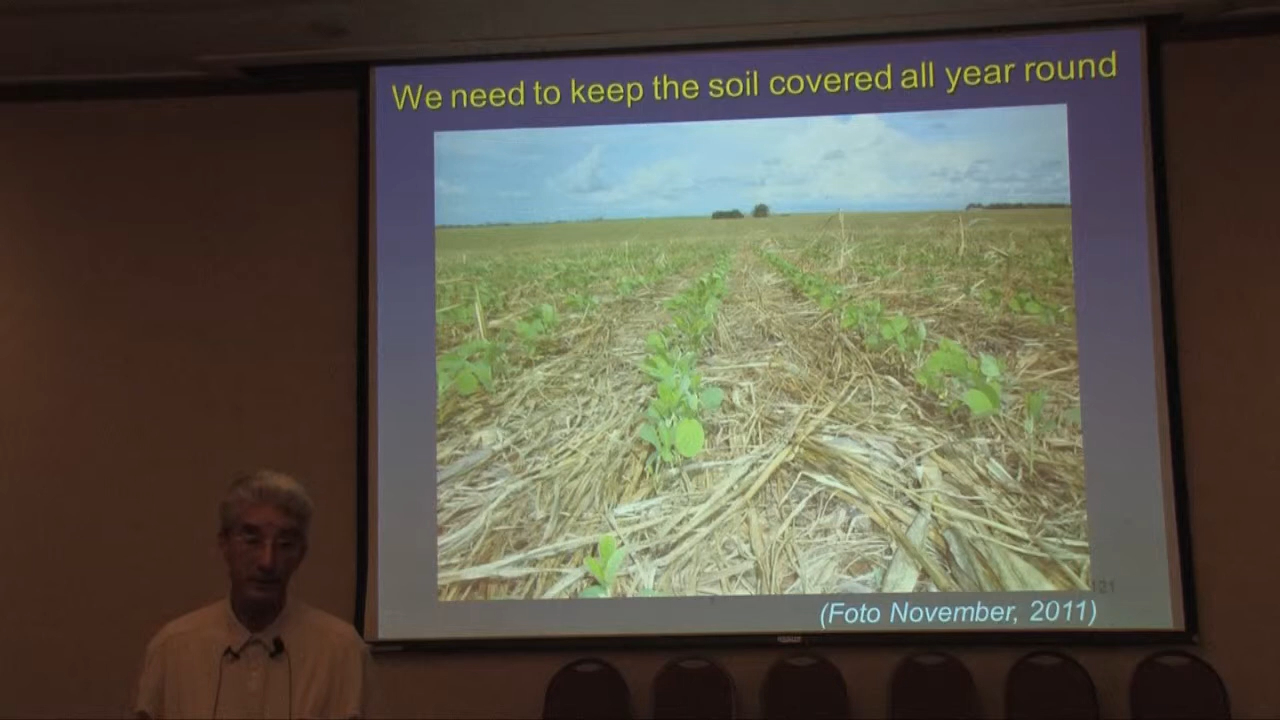 We need to keep the soil covered all year round
121
(Foto November, 2011)